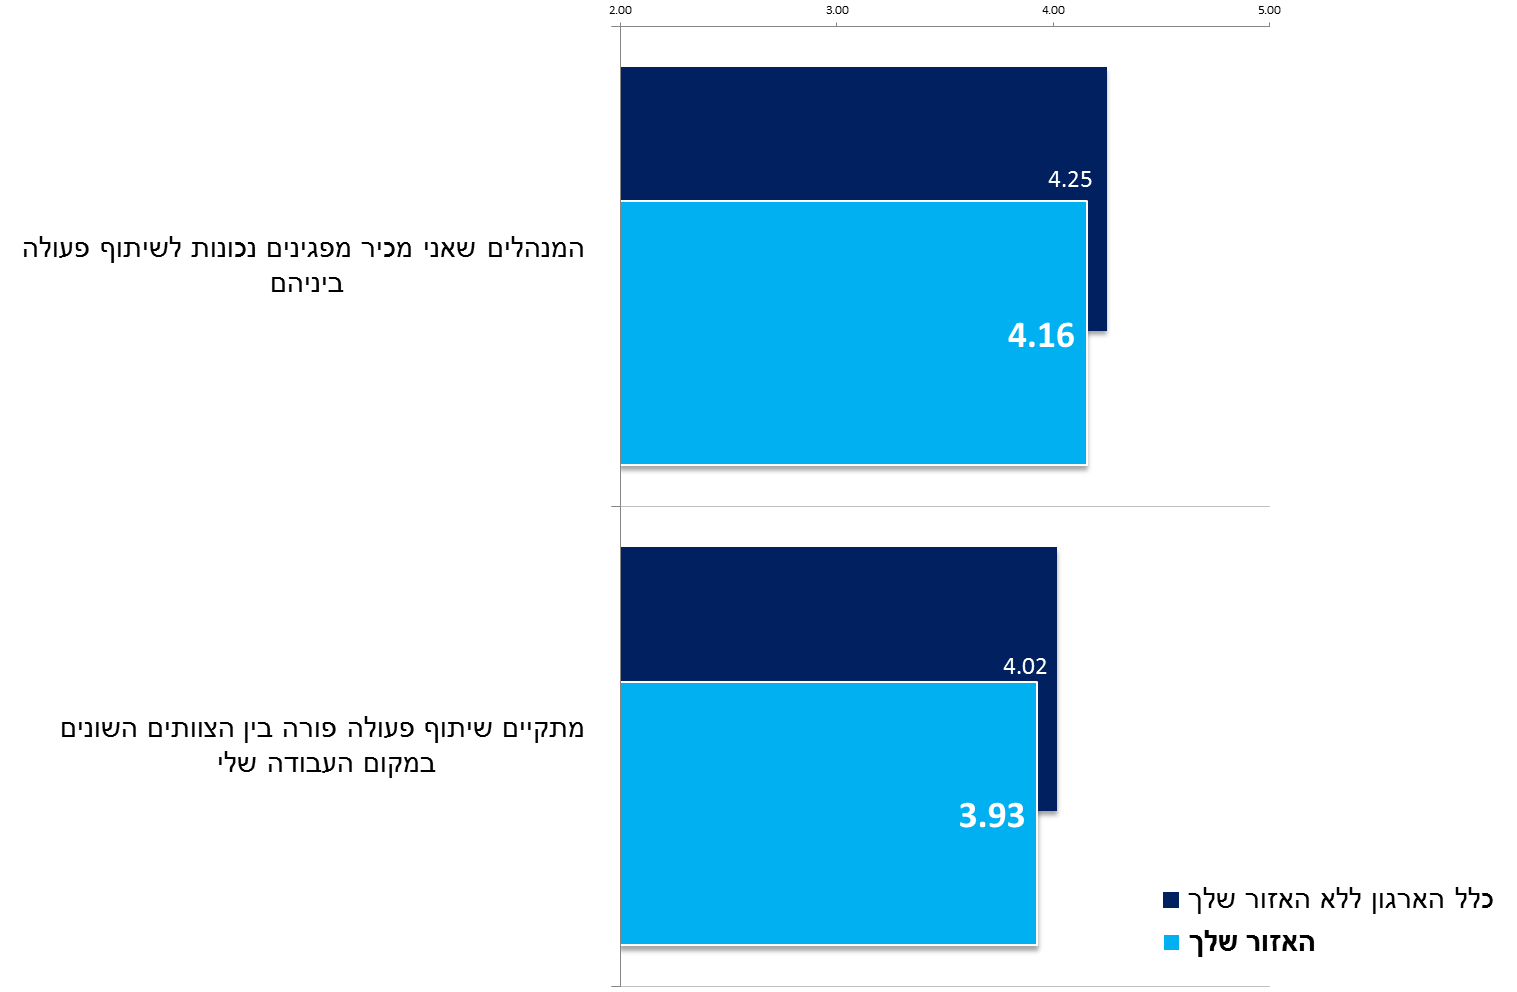 2.00 3.00 4.00 5.00
4.25
המנהלים שאני מכיר מפגינים נכונות לשיתוף פעולה
ביניהם
4.16
4.02
מתקיים שיתוף פעולה פורה בין הצוותים השונים
במקום העבודה שלי
3.93
כלל הארגון ללא האזור שלך
האזור שלך